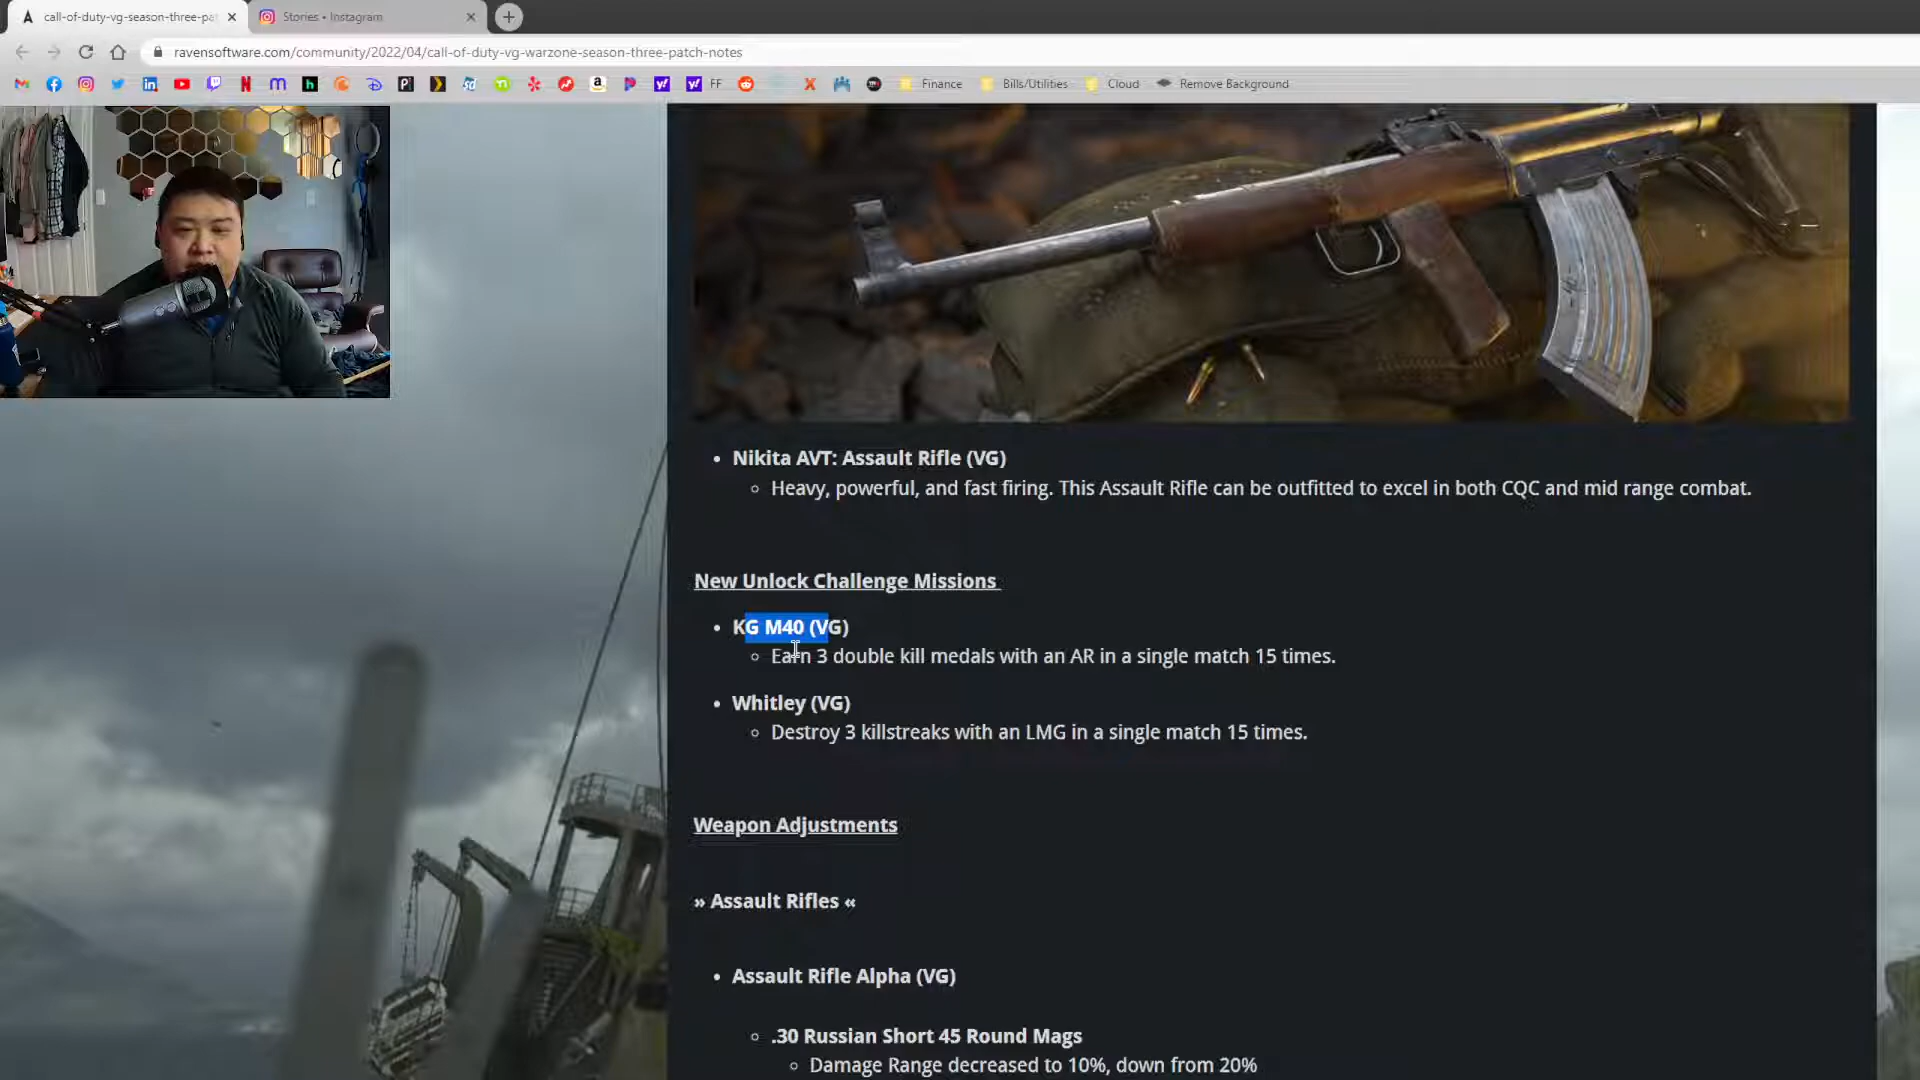 call-of-duty-vg-season-three-pat
Stories • Instagram
ravensoftware.com/community/2022/04/call-of-duty-vg-warzone-season-three-patch-notes
FF
Finance
Bills/Utilities
Cloud
Remove Background
• Nikita AVT: Assault Rifle (VG)
◦ Heavy, powerful, and fast firing. This Assault Rifle can be outfitted to excel in both CQC and mid range combat.
New Unlock Challenge Missions
• KG M40 (VG)
◦ Earn 3 double kill medals with an AR in a single match 15 times.
• Whitley (VG)
◦ Destroy 3 killstreaks with an LMG in a single match 15 times.
Weapon Adjustments
» Assault Rifles «
• Assault Rifle Alpha (VG)
◦ .30 Russian Short 45 Round Mags
◦ Damage Range decreased to 10%, down from 20%